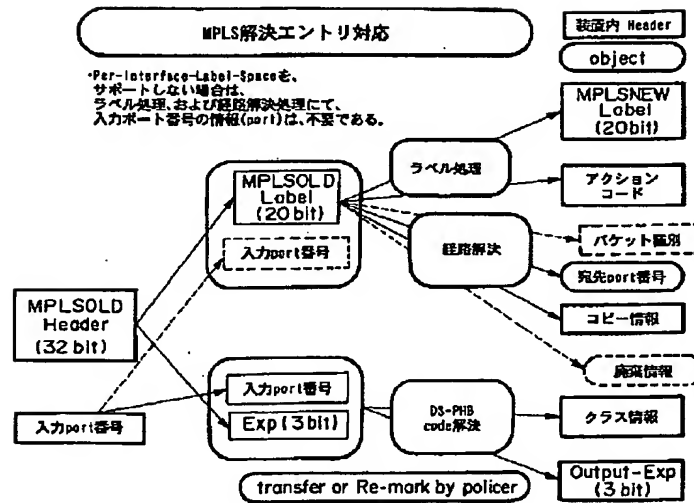 MPLS解決エントリ対応
装置内 Header
object
・Per-Interface-Label-Spaceを、
サポートしない場合は、
ラベル処理、および経路解決処理にて、
入力ポート番号の情報(port)は、不要である。
MPLSNEW
Label
(20bit)
ラベル処理
MPLSOLD
Label
(20 bit)
アクション
コード
入力port番号
経路解決
パケット種別
宛先port番号
MPLSOLD
Header
(32 bit)
コピー情報
廃棄情報
入力port番号
入力port番号
Exp (3 bit)
DS-PHB
code解決
クラス情報
Output-Exp
(3 bit)
transfer or Re-mark by policer